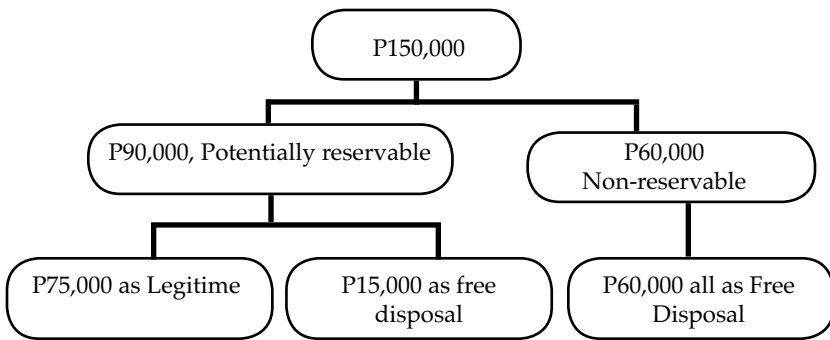 P150,000
P90,000, Potentially reservable
P60,000
Non-reservable
P75,000 as Legitime
P15,000 as free
disposal
P60,000 all as Free
Disposal